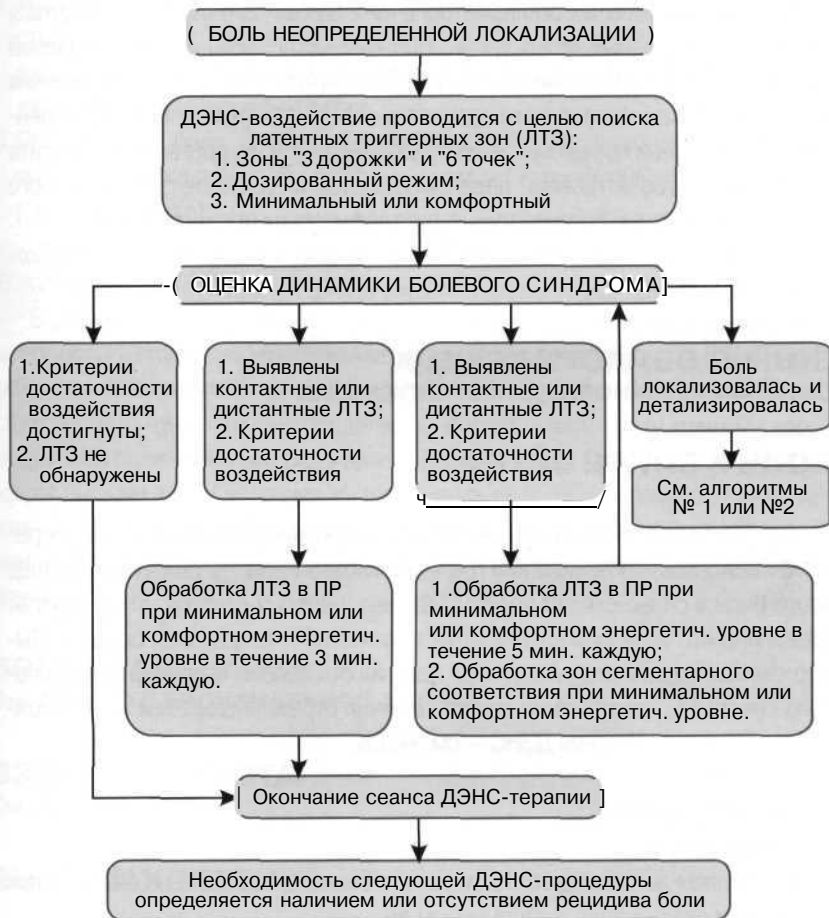 ( БОЛЬ НЕОПРЕДЕЛЕННОЙ ЛОКАЛИЗАЦИИ )
ДЭНС-воздействие проводится с целью поиска
латентных триггерных зон (ЛТЗ):
1. Зоны "3 дорожки" и "6 точек";
2. Дозированный режим;
3. Минимальный или комфортный
-( ОЦЕНКА ДИНАМИКИ БОЛЕВОГО СИНДРОМА]
1.Критерии
достаточности
воздействия
достигнуты;
2. ЛТЗ не
обнаружены
1. Выявлены
контактные или
дистантные ЛТЗ;
2. Критерии
достаточности
воздействия
1. Выявлены
контактные или
дистантные ЛТЗ;
2. Критерии
достаточности
воздействия
ч/
Боль
локализовалась и
детализировалась
См. алгоритмы
№ 1 или №2
Обработка ЛТЗ в ПР
при минимальном или
комфортном энергетич.
уровне в течение 3 мин.
каждую.
1.Обработка ЛТЗ в ПР при
минимальном
или комфортном энергетич. уровне в
течение 5 мин. каждую;
2. Обработка зон сегментарного
соответствия при минимальном или
комфортном энергетич. уровне.
[ Окончание сеанса ДЭНС-терапии ]
Необходимость следующей ДЭНС-процедуры
определяется наличием или отсутствием рецидива боли